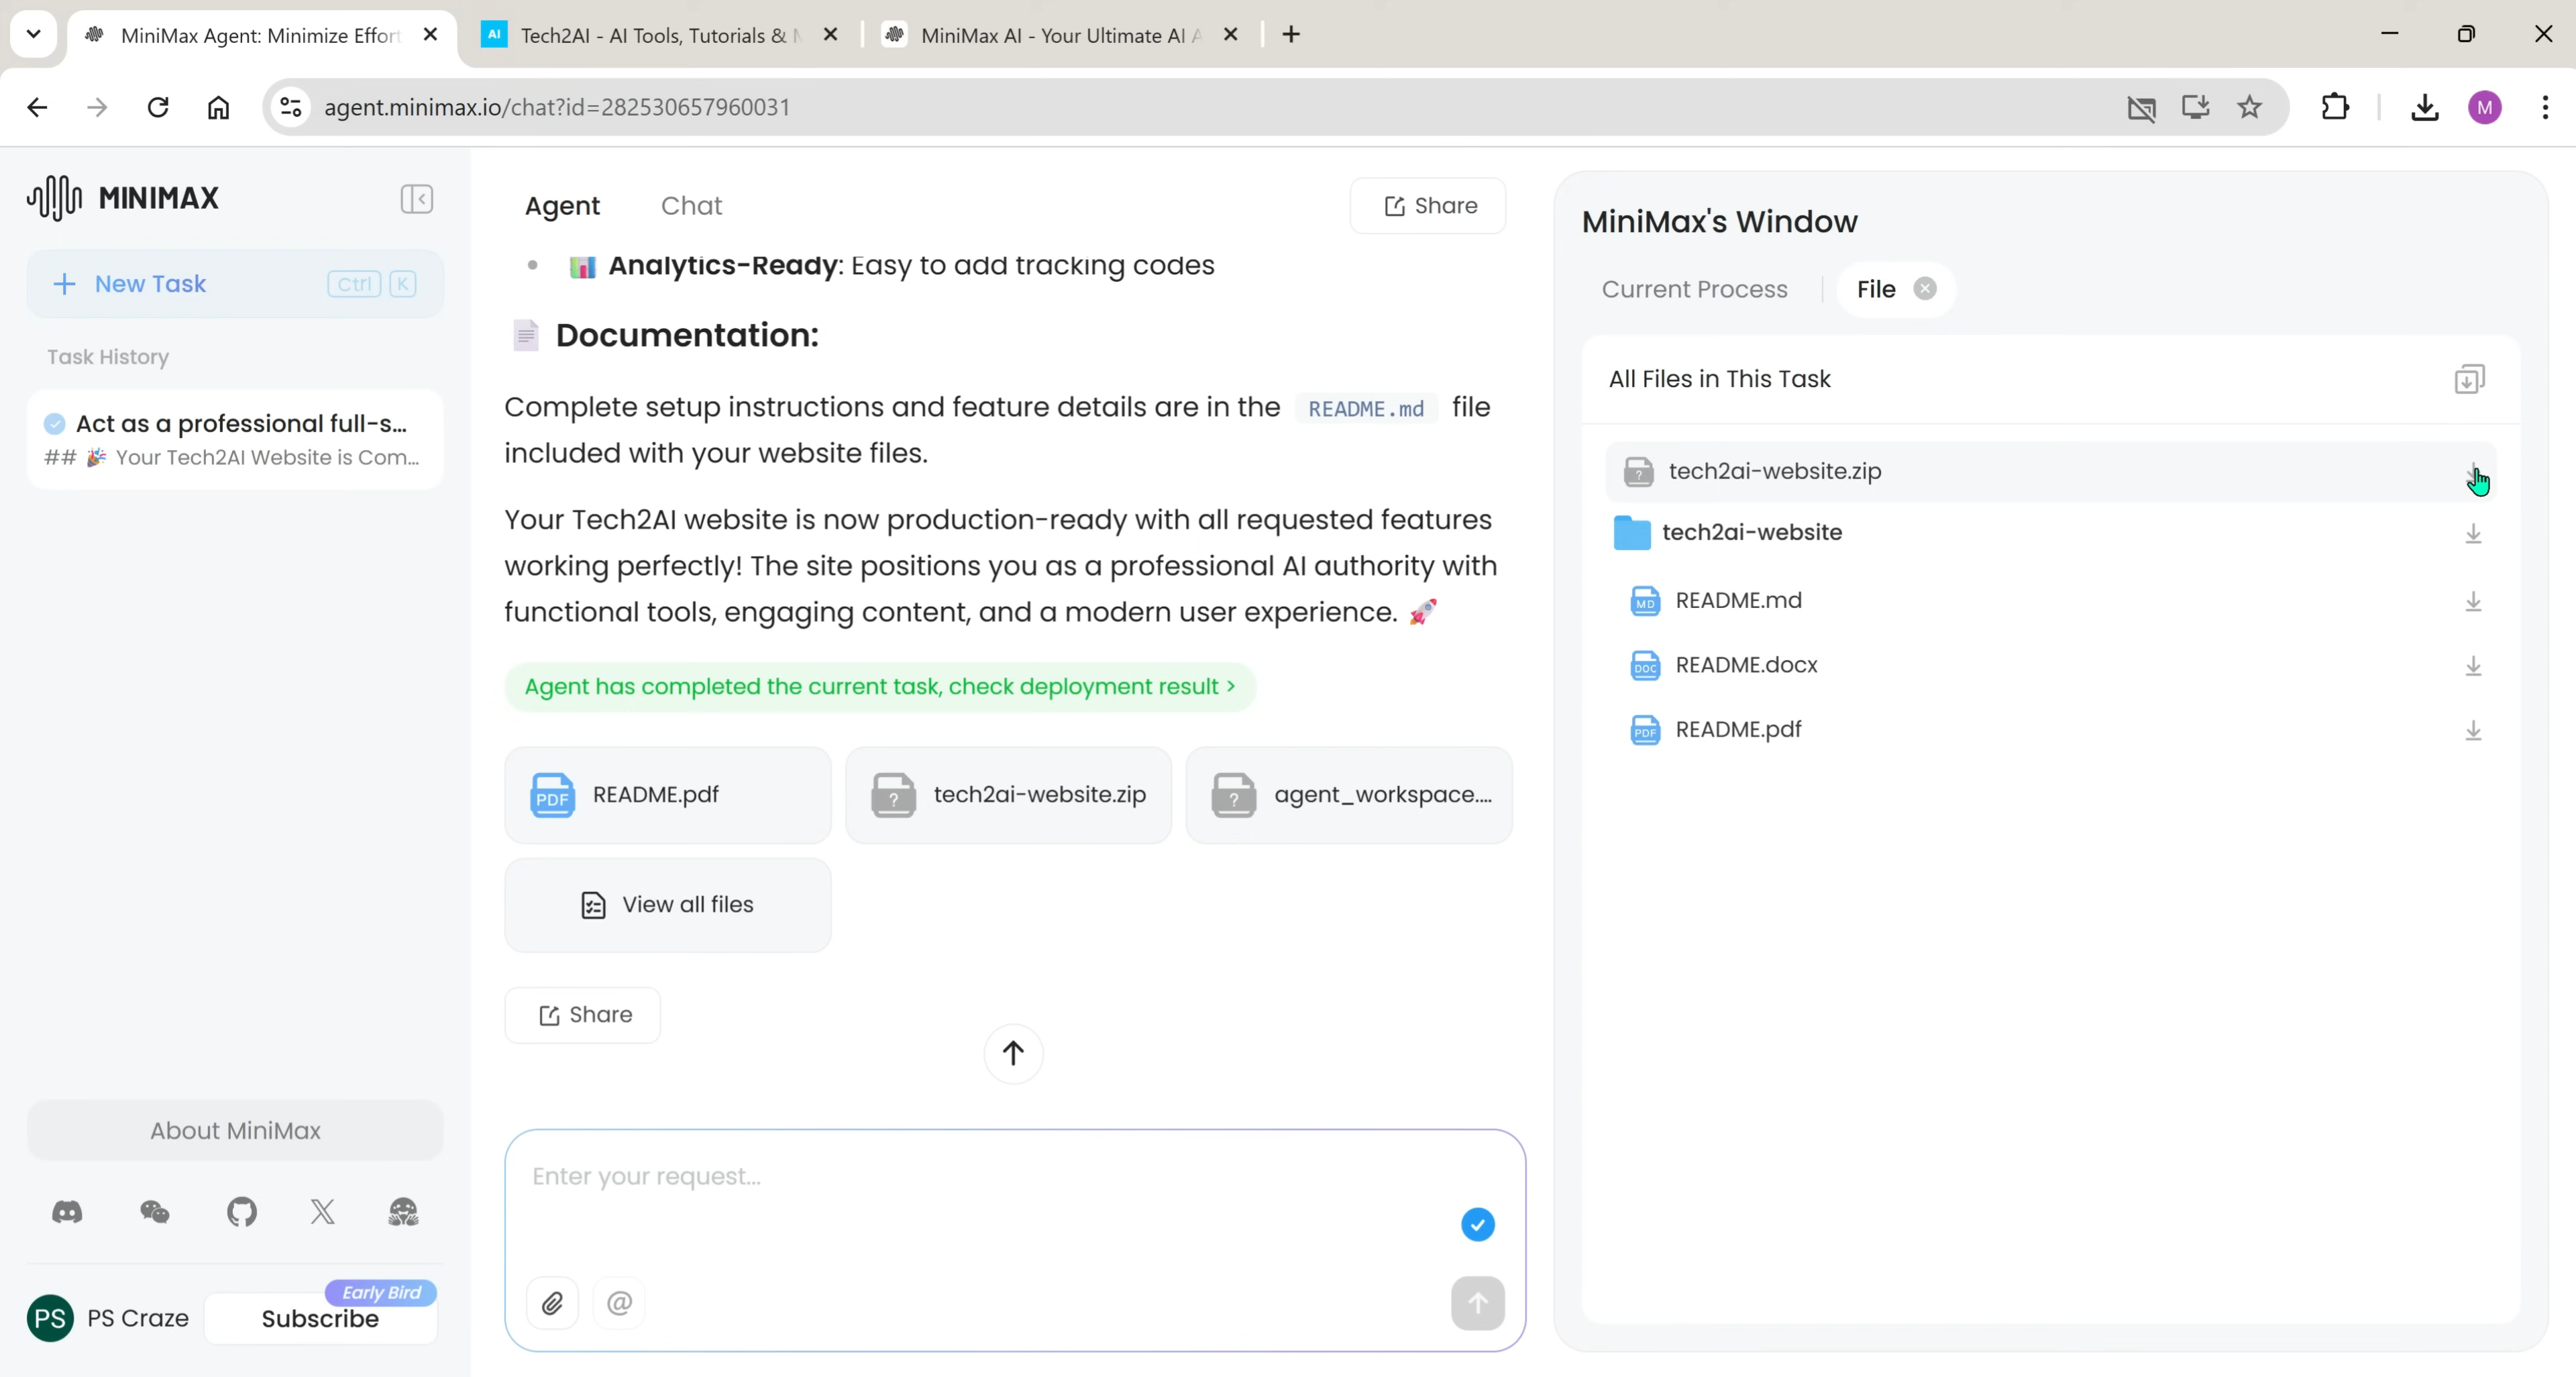 MiniMax Agent: Minimize Effort
Tech2AI - AI Tools, Tutorials &
MiniMax AI - Your Ultimate AI A
agent.minimax.io/chat?id=282530657960031
M
MINIMAX
New Task Ctrl K
Task History
Act as a professional full-s...
## 🎉 Your Tech2AI Website is Com...
About MiniMax
Early Bird
PS PS Craze Subscribe
Agent Chat Share
• 📊 Analytics-Ready: Easy to add tracking codes
📄 Documentation:
Complete setup instructions and feature details are in the README.md file
included with your website files.
Your Tech2AI website is now production-ready with all requested features
working perfectly! The site positions you as a professional AI authority with
functional tools, engaging content, and a modern user experience. 🚀
Agent has completed the current task, check deployment result >
PDF README.pdf ? tech2ai-website.zip ? agent_workspace....
View all files
Share
Enter your request...
@
MiniMax's Window
Current Process File
All Files in This Task
? tech2ai-website.zip
tech2ai-website
MD README.md
DOC README.docx
PDF README.pdf